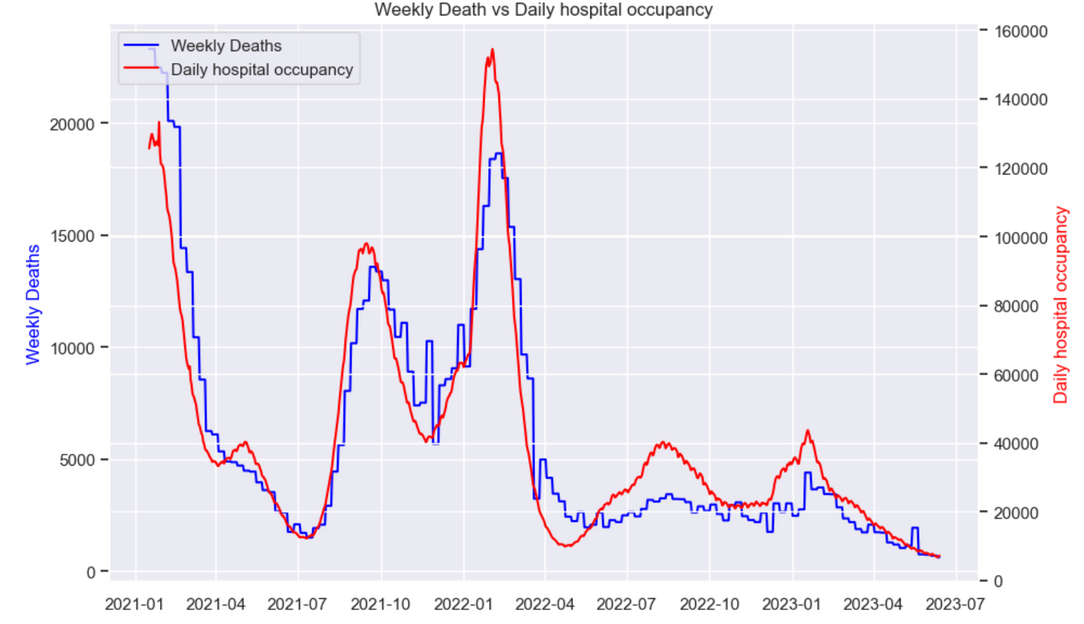 Weekly Death vs Daily hospital occupancy
Weekly Deaths
Daily hospital occupancy
Weekly Deaths
20000
15000
10000
5000
0
160000
140000
120000
100000
80000
60000
40000
20000
0
Daily hospital occupancy
2021-01 2021-04 2021-07 2021-10 2022-01 2022-04 2022-07 2022-10 2023-01 2023-04 2023-07